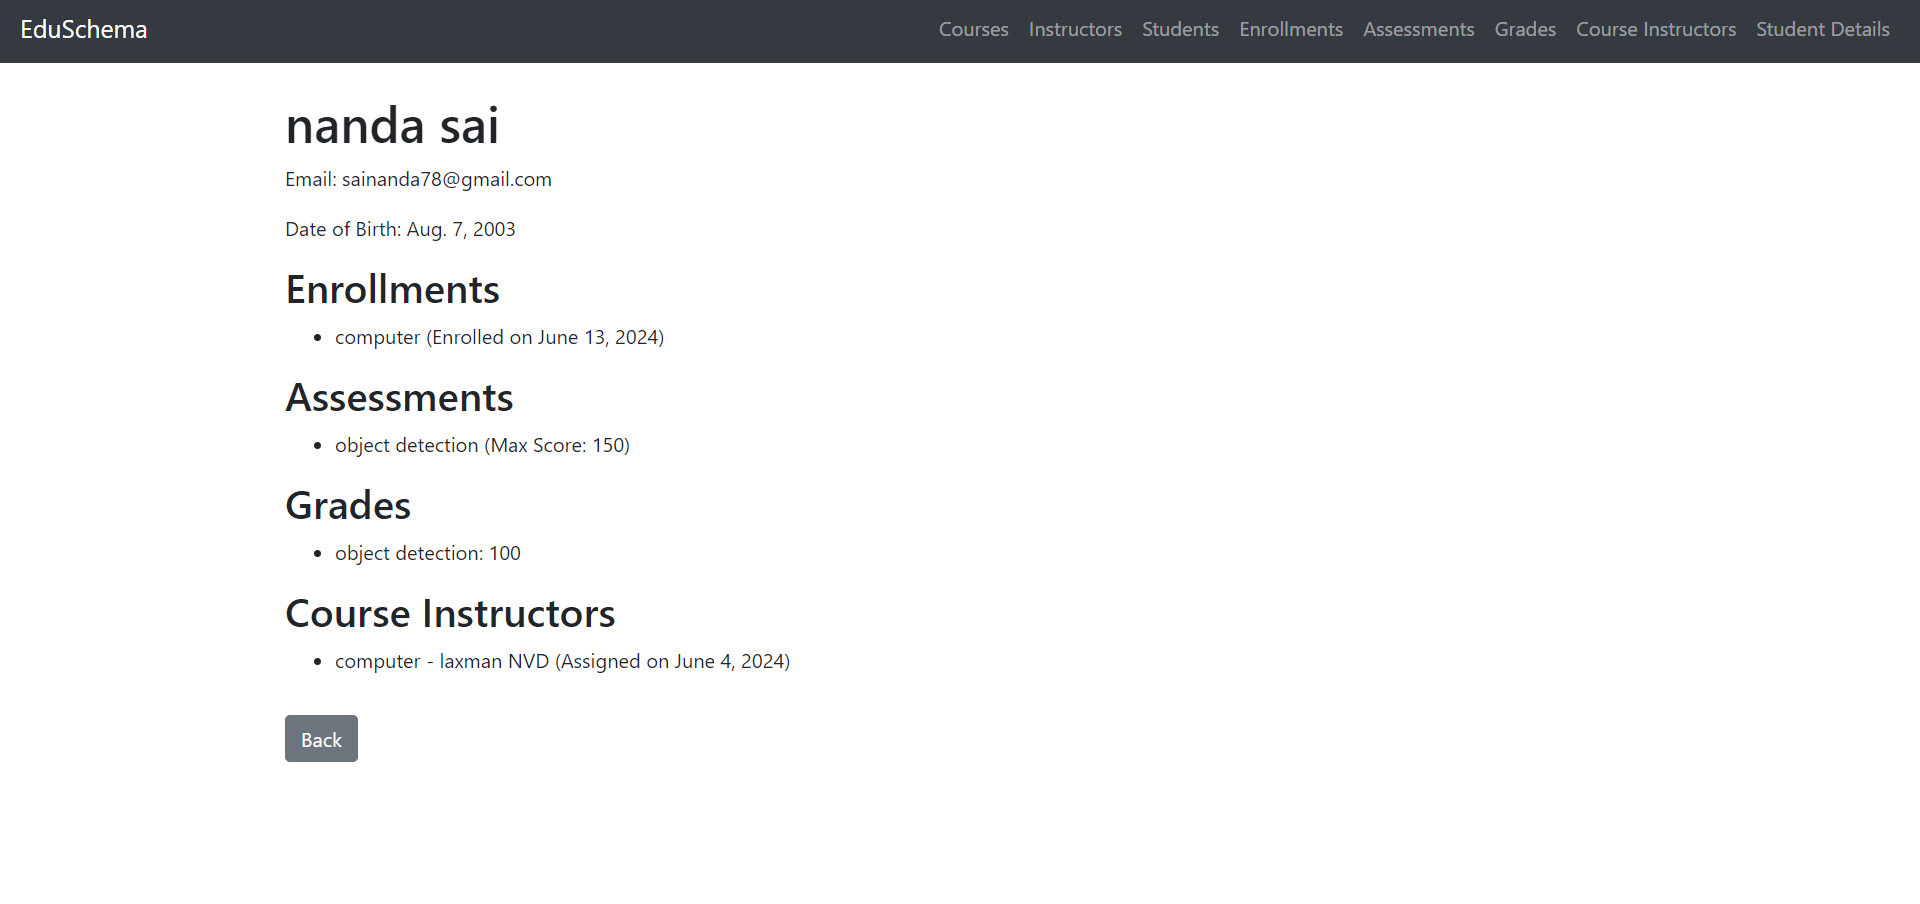 EduSchema
Courses Instructors Students Enrollments Assessments Grades Course Instructors Student Details
nanda sai
Email: sainanda78@gmail.com
Date of Birth: Aug. 7, 2003
Enrollments
• computer (Enrolled on June 13, 2024)
Assessments
• object detection (Max Score: 150)
Grades
• object detection: 100
Course Instructors
• computer - laxman NVD (Assigned on June 4, 2024)
Back